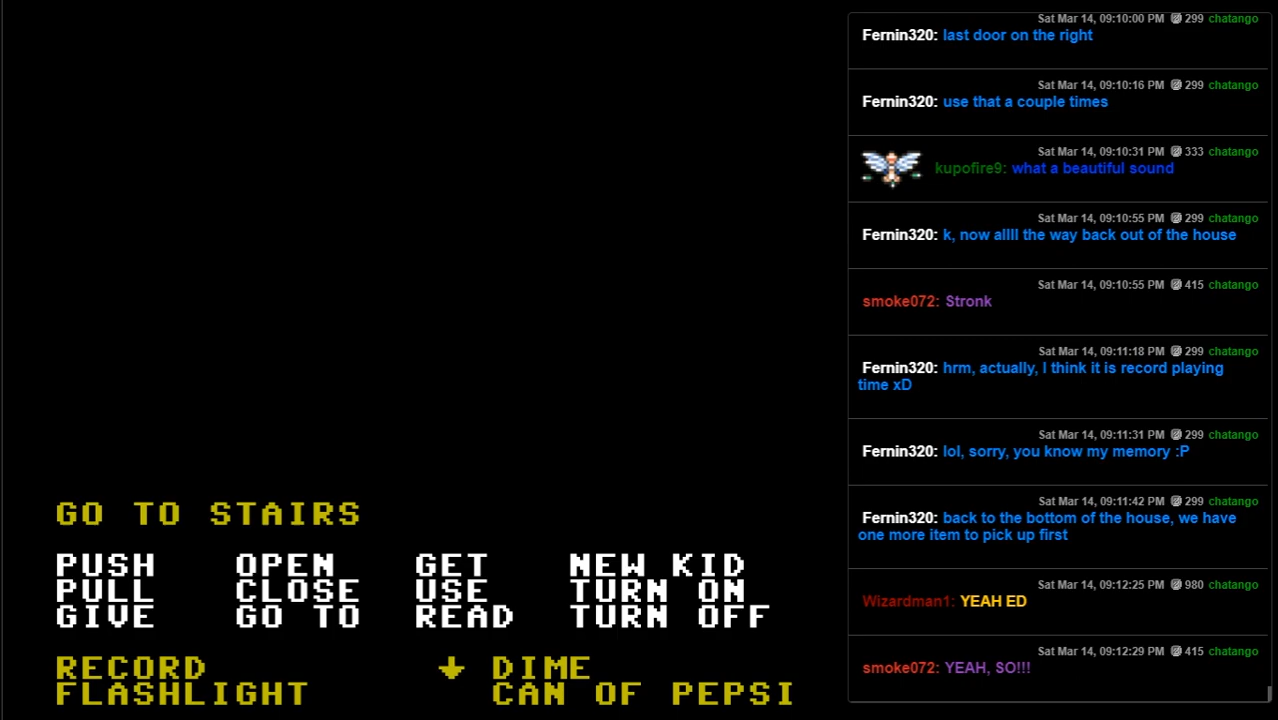 GO TO STAIRS
PUSH OPEN GET NEW KID
PULL CLOSE USE TURN ON
GIVE GO TO READ TURN OFF
RECORD DIME
FLASHLIGHT CAN OF PEPSI
Sat Mar 14, 09:10:00 PM 299 chatango
Fernin320: last door on the right
Sat Mar 14, 09:10:16 PM 299 chatango
Fernin320: use that a couple times
Sat Mar 14, 09:10:31 PM 333 chatango
kupofire9: what a beautiful sound
Sat Mar 14, 09:10:55 PM 299 chatango
Fernin320: k, now allll the way back out of the house
Sat Mar 14, 09:10:55 PM 415 chatango
smoke072: Stronk
Sat Mar 14, 09:11:18 PM 299 chatango
Fernin320: hrm, actually, I think it is record playing
time xD
Sat Mar 14, 09:11:31 PM 299 chatango
Fernin320: lol, sorry, you know my memory :P
Sat Mar 14, 09:11:42 PM 299 chatango
Fernin320: back to the bottom of the house, we have
one more item to pick up first
Sat Mar 14, 09:12:25 PM 980 chatango
Wizardman1: YEAH ED
Sat Mar 14, 09:12:29 PM 415 chatango
smoke072: YEAH, SO!!!